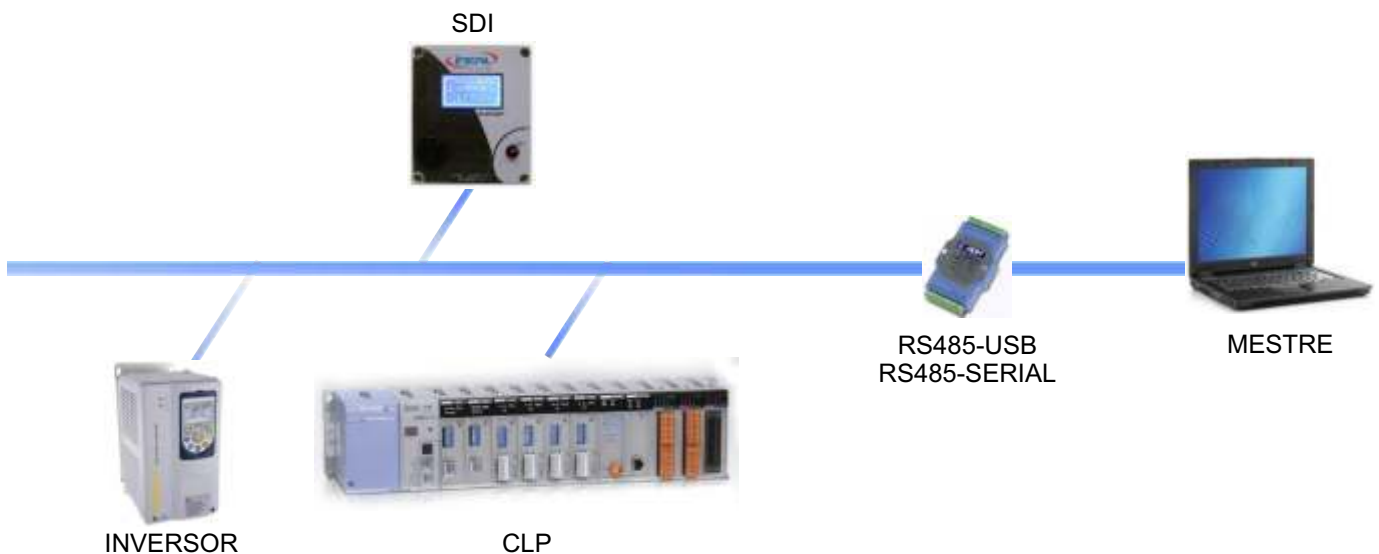 SDI
RS485-USB
RS485-SERIAL
MESTRE
INVERSOR
CLP